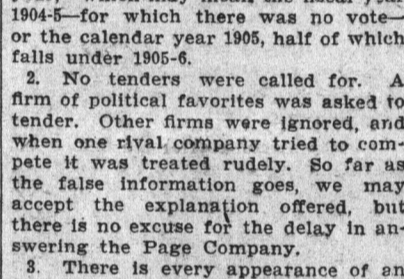 1904-5—for which there was no vote—
or the calendar year 1905, half of which
falls under 1905-6.
2. No tenders were called for. A
firm of political favorites was asked to
tender. Other firms were ignored, and
when one rival company tried to com-
pete it was treated rudely. So far as
the false information goes, we may
accept the explanation offered, but
there is no excuse for the delay in an-
swering the Page Company.
3. There is every appearance of an